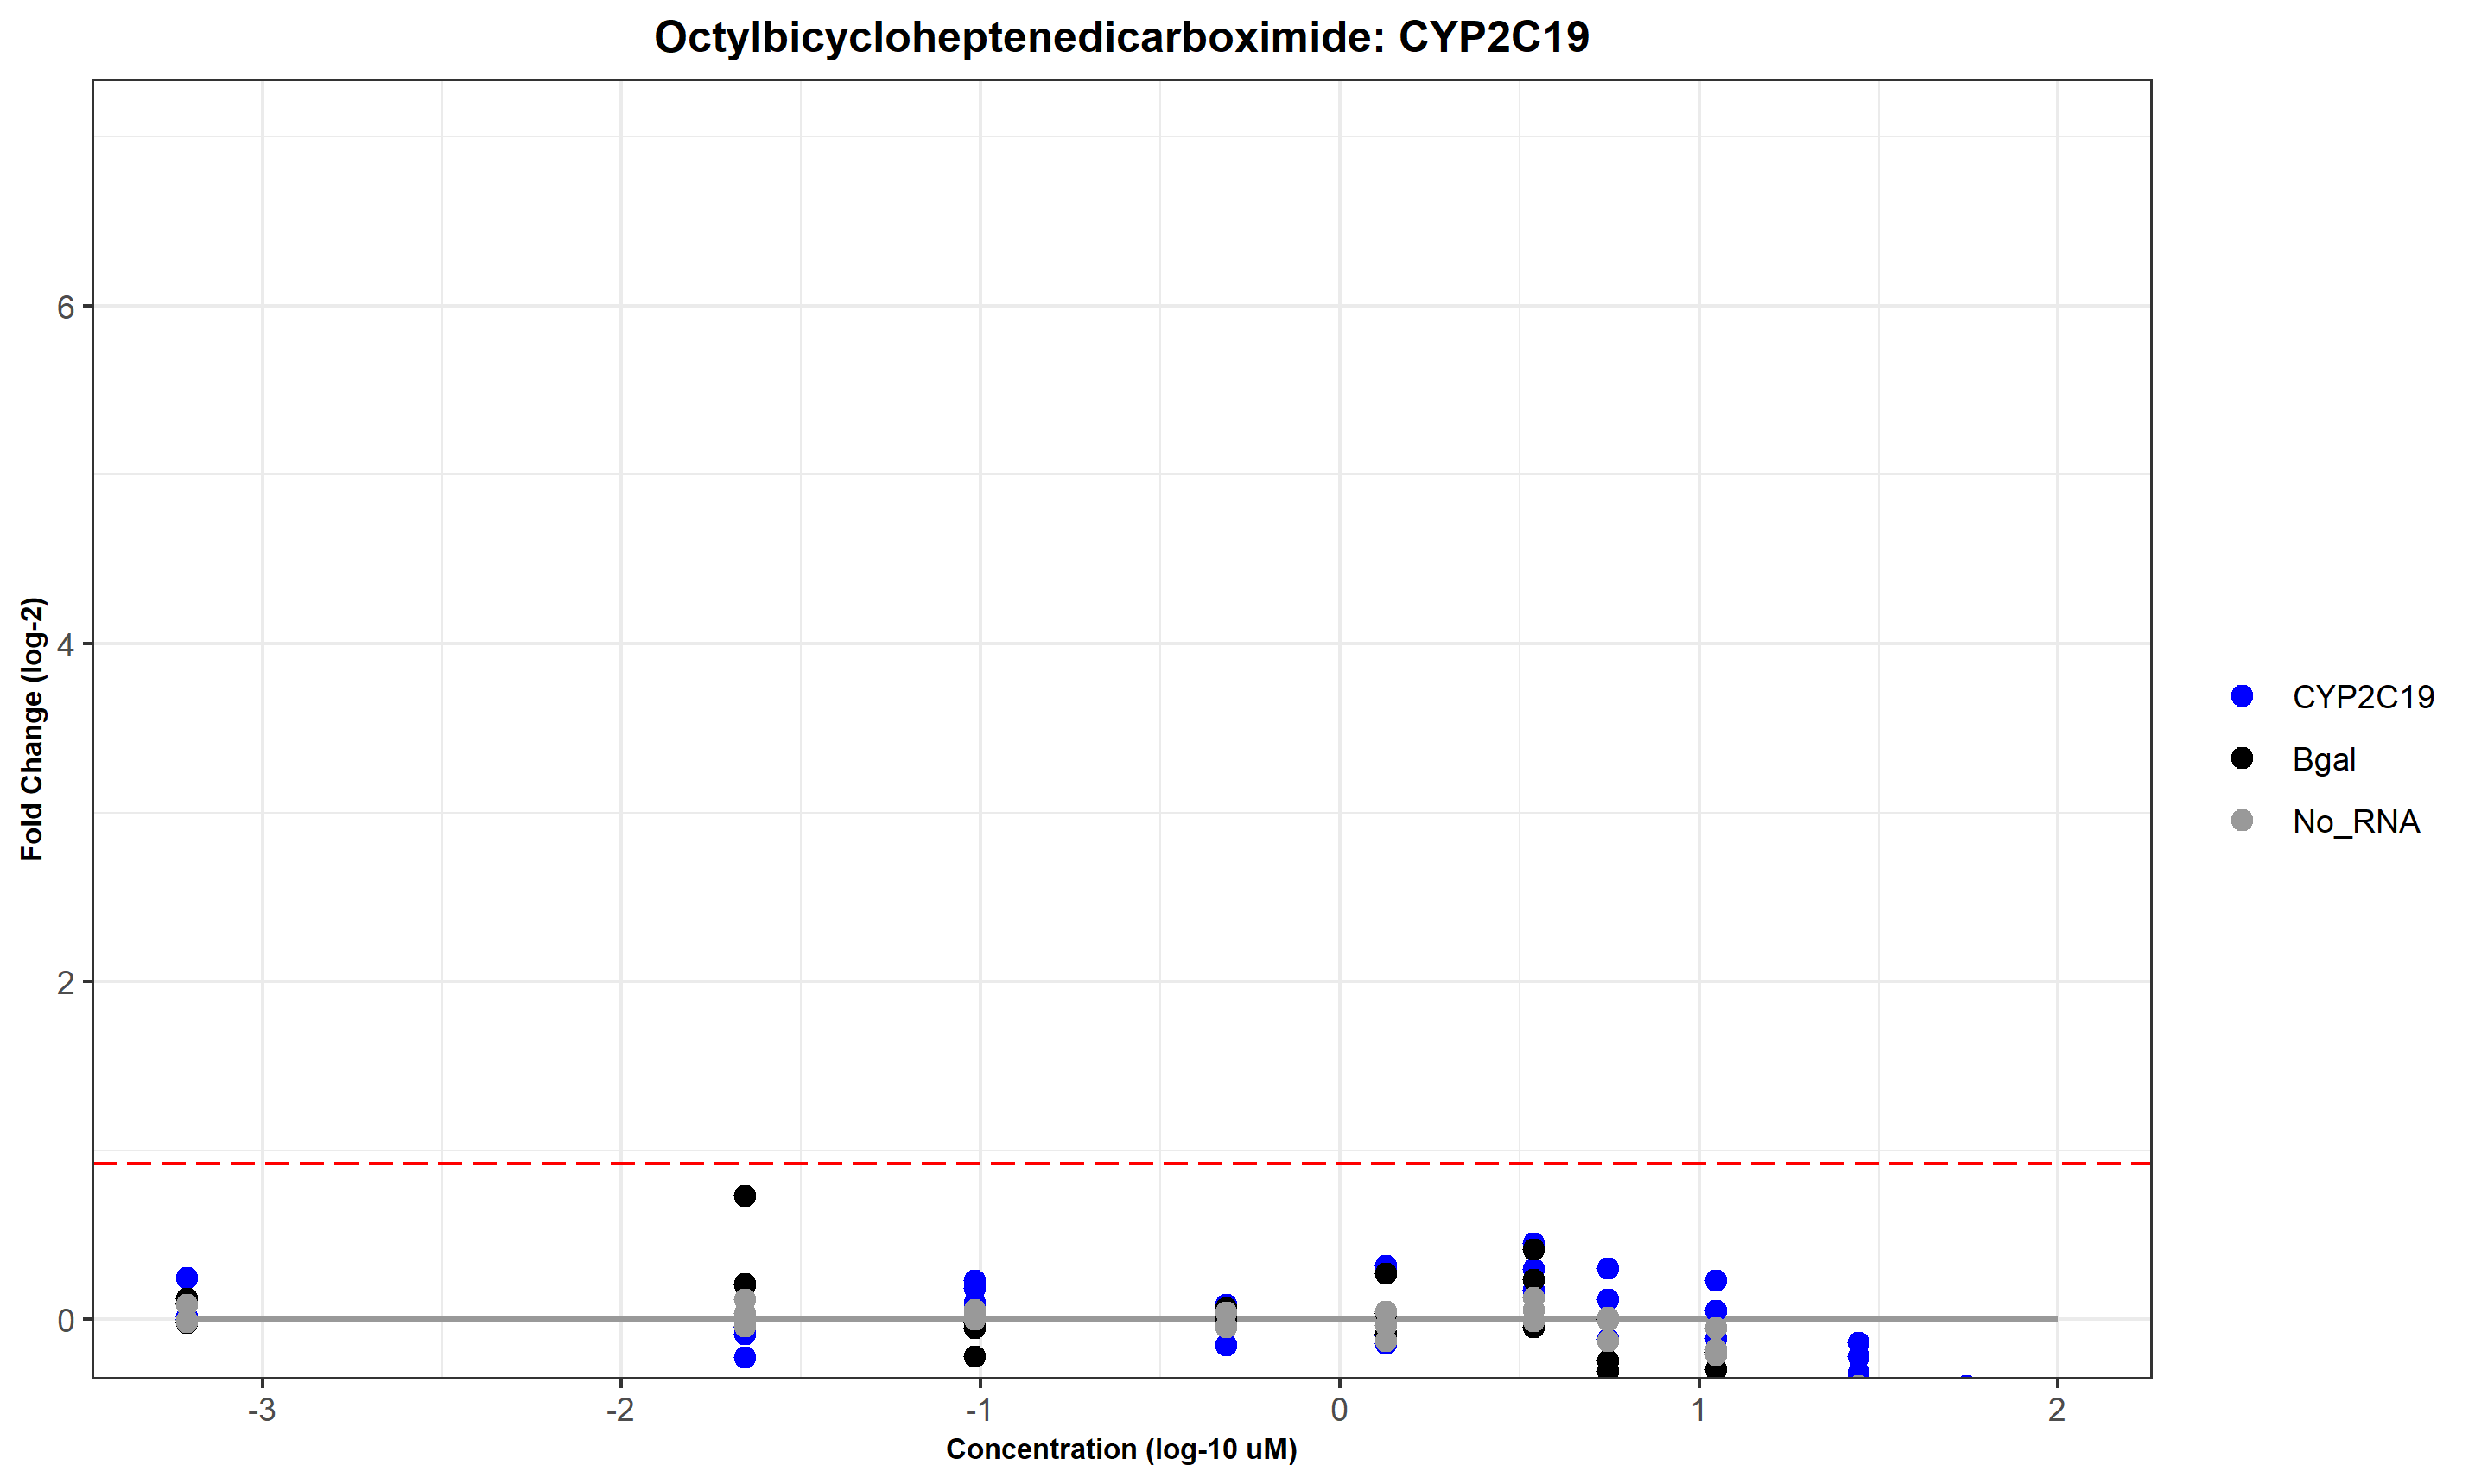 Octylbicycloheptenedicarboximide: CYP2C19
Fold Change (log-2)
6
4
2
0
-3
-2
-1
0
1
2
Concentration (log-10 uM)
CYP2C19
Bgal
No_RNA